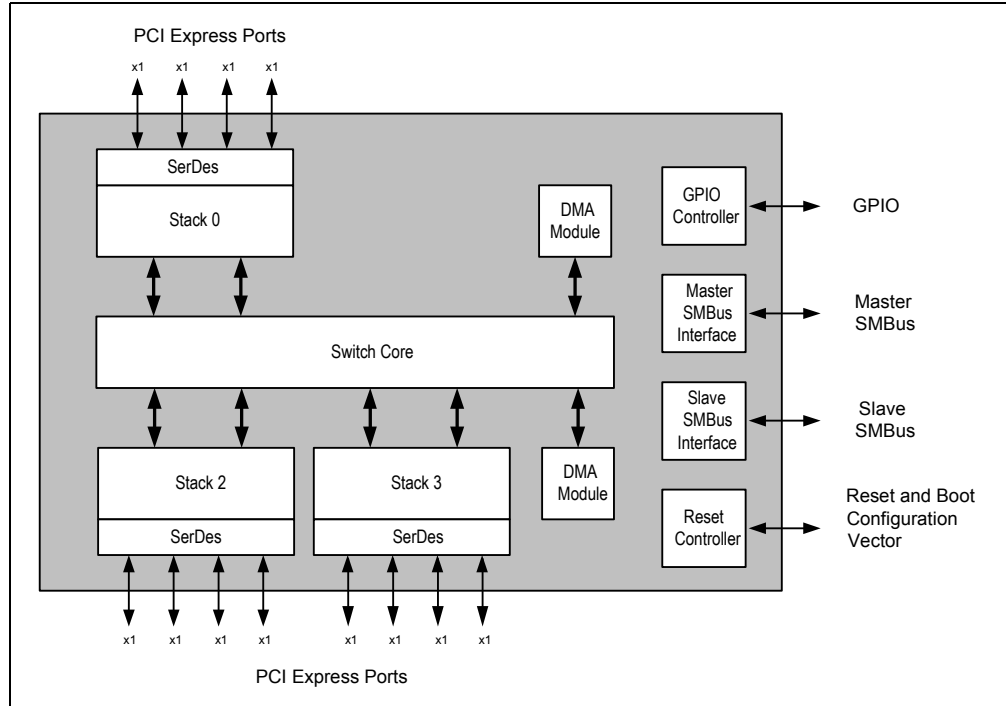 PCI Express Ports
x1 x1 x1 x1
SerDes
Stack 0
DMA
Module
GPIO
Controller
GPIO
Master
SMBus
Interface
Master
SMBus
Switch Core
Slave
SMBus
Interface
Slave
SMBus
Stack 2
SerDes
Stack 3
SerDes
DMA
Module
Reset
Controller
Reset and Boot
Configuration
Vector
x1 x1 x1 x1 x1 x1 x1 x1
PCI Express Ports